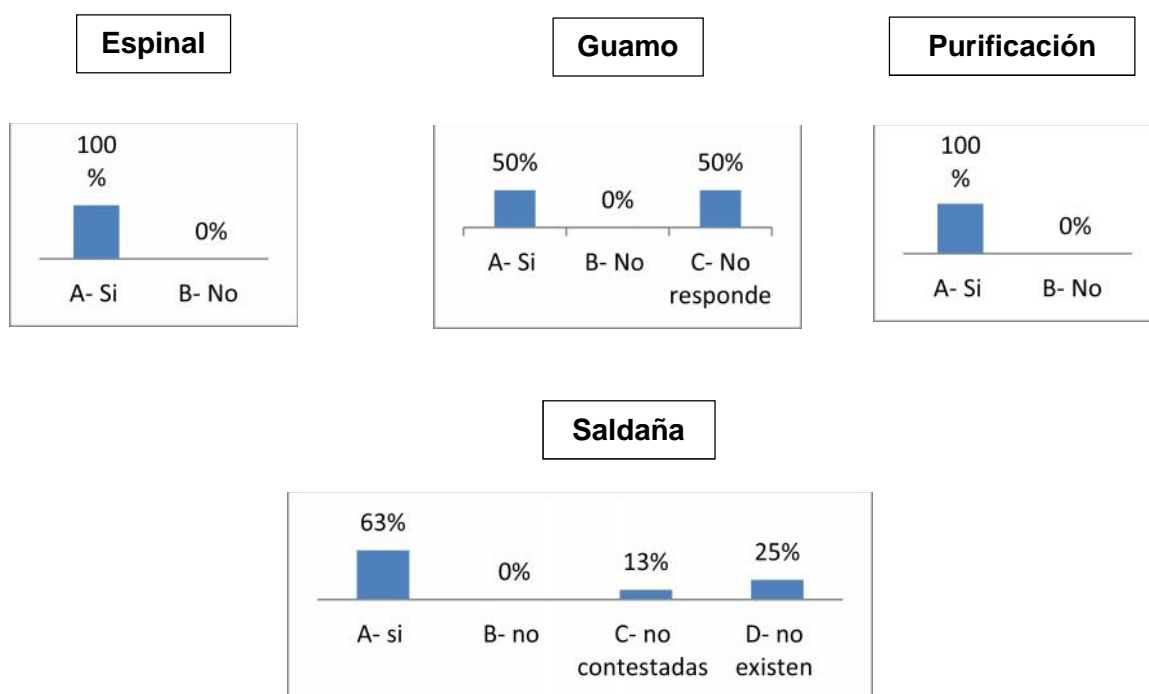 Espinal
Guamo
Purificación
100
%
0%
A- Si
B- No
50%
0%
50%
A- Si
B- No
C- No
responde
100
%
0%
A- Si
B- No
Saldaña
63%
0%
13%
25%
A- si
B- no
C- no
contestadas
D- no
existen